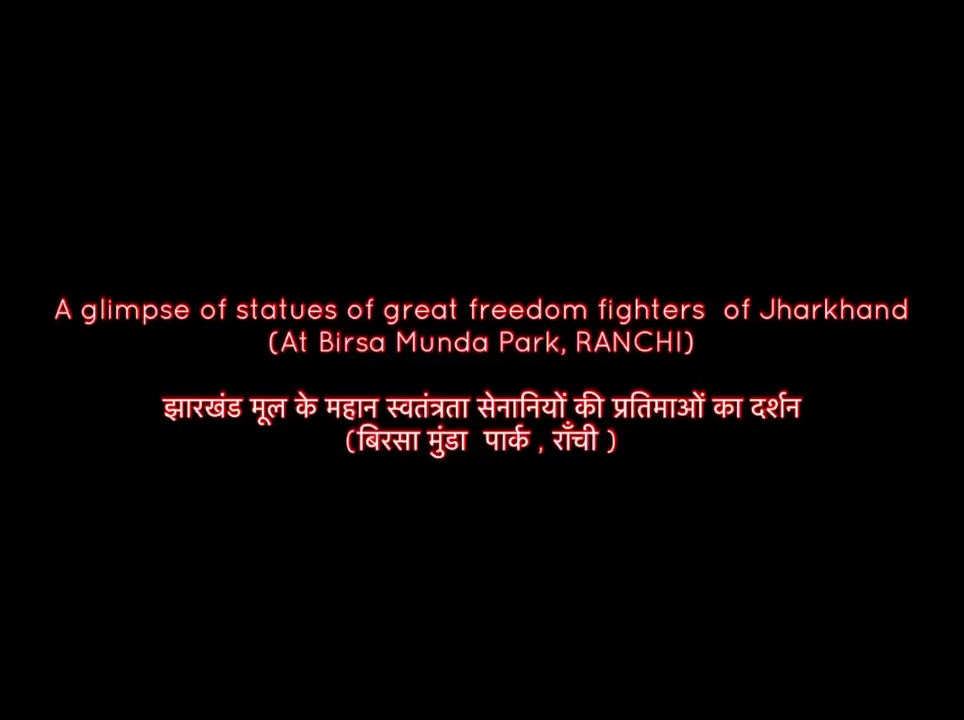 A glimpse of statues of great freedom fighters  of Jharkhand
(At Birsa Munda Park, RANCHI)
झारखंड मूल के महान स्वतंत्रता सेनानियों की प्रतिमाओं का दर्शन
(बिरसा मुंडा  पार्क , राँची )